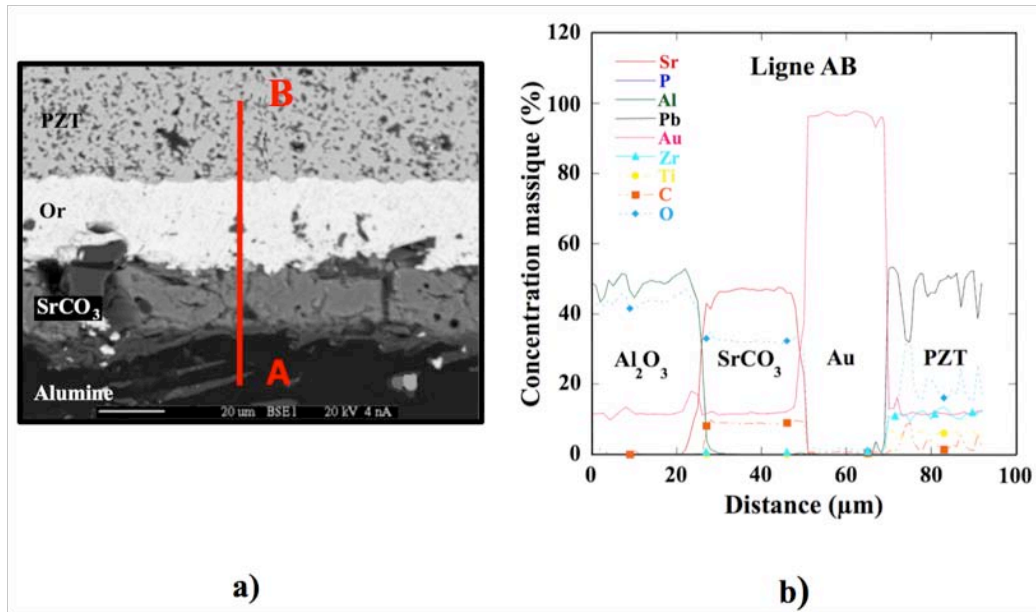 PZT
B
Or
SrCO3
A
Alumine
20 um BSE1 20 kV 4 nA
a)
120
100
80
60
40
20
0
Concentration massique (%)
Ligne AB
Sr
P
Al
Pb
Au
Zr
Ti
C
O
Al2O3
SrCO3
Au
PZT
0 20 40 60 80 100
Distance (µm)
b)